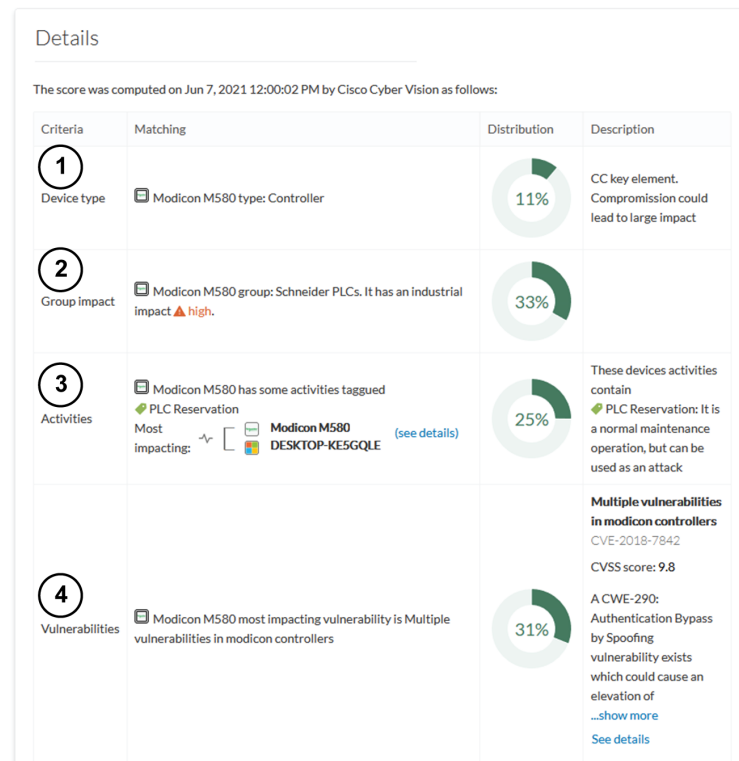 Details
The score was computed on Jun 7, 2021 12:00:02 PM by Cisco Cyber Vision as follows:
Criteria Matching Distribution Description
1
Device type
Modicon M580 type: Controller
11%
CC key element.
Compromission could
lead to large impact
2
Group impact
Modicon M580 group: Schneider PLCs. It has an industrial
impact high.
33%
3
Activities
Modicon M580 has some activities taggued
PLC Reservation
Most
impacting:
Modicon M580
DESKTOP-KE5GQLE
(see details)
25%
These devices activities
contain
PLC Reservation: It is
a normal maintenance
operation, but can be
used as an attack
4
Vulnerabilities
Modicon M580 most impacting vulnerability is Multiple
vulnerabilities in modicon controllers
31%
Multiple vulnerabilities
in modicon controllers
CVE-2018-7842
CVSS score: 9.8
A CWE-290:
Authentication Bypass
by Spoofing
vulnerability exists
which could cause an
elevation of
...show more
See details